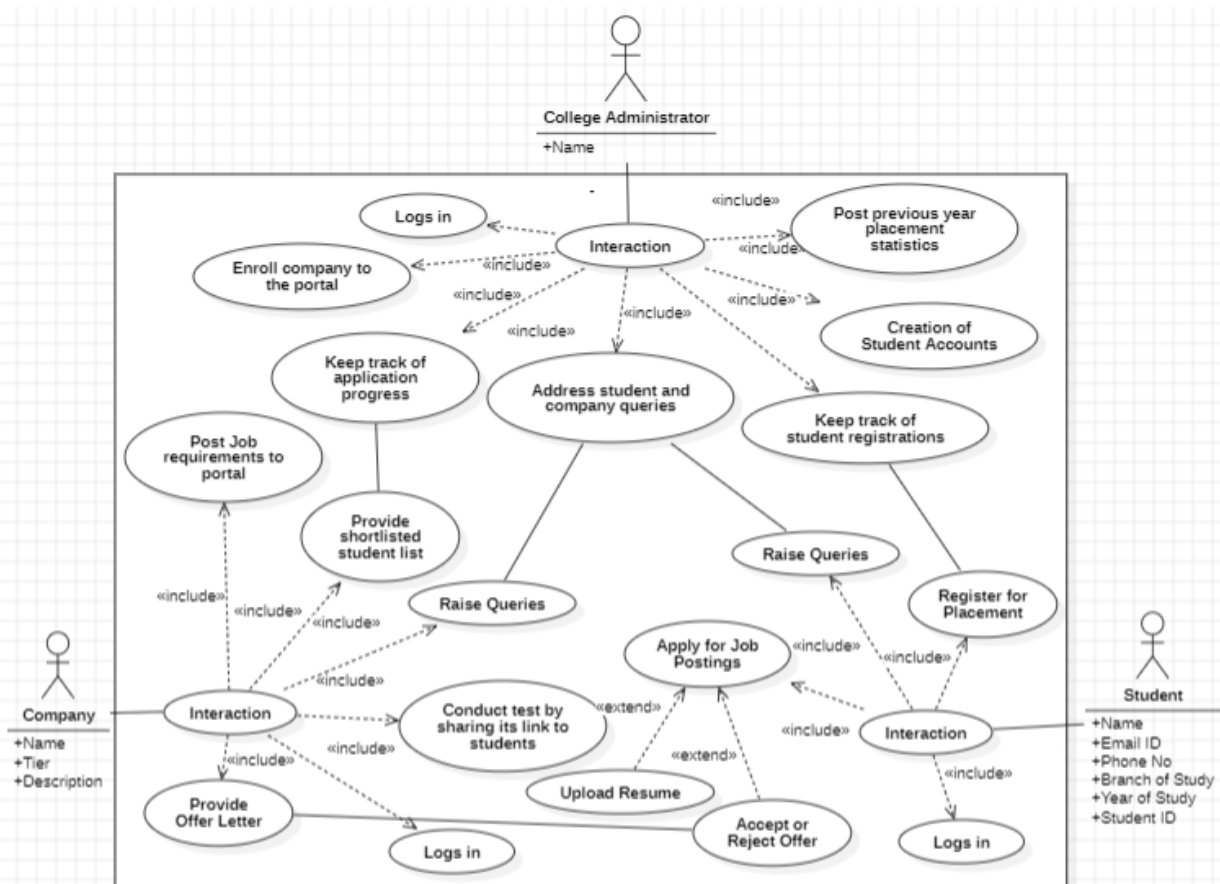 College Administrator
+Name
-
«include»
Logs in
Post previous year
placement
statistics
Interaction
«include»
Enroll company to
the portal
«include»
«include»
«include»
«include»
«include»
Creation of
Student Accounts
Keep track of
application
progress
Address student and
company queries
Keep track of
student registrations
Post Job
requirements to
portal
Provide
shortlisted
student list
Raise Queries
«include»
«include»
«include»
Raise Queries
Register for
Placement
Apply for Job
Postings
«include»
«include»
«include»
Company
+Name
+Tier
+Description
Interaction
Conduct test by
sharing its link to
students
«extend»
«include»
Interaction
Student
+Name
+Email ID
+Phone No
+Branch of Study
+Year of Study
+Student ID
«include»
«include»
«extend»
«include»
Upload Resume
Provide
Offer Letter
Accept or
Reject Offer
Logs in
Logs in